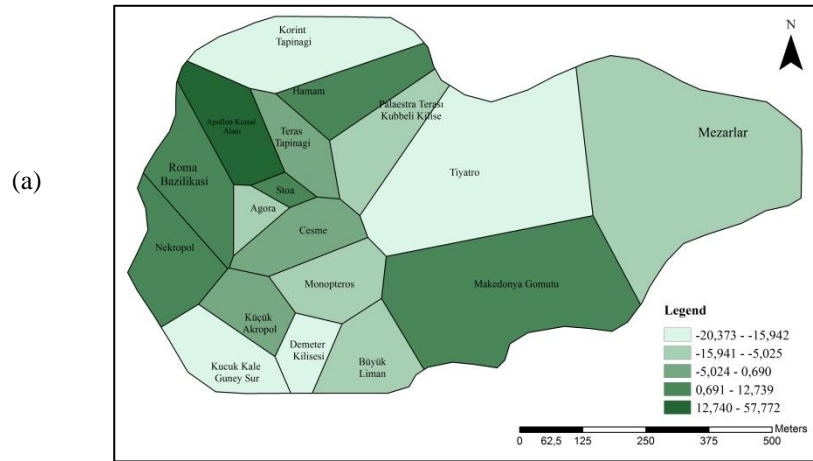 (a)
Korint
Tapinagi
N
Hamam
Palaestra Terası
Kubbeli Kilise
Apollon Kutsal
Alanı
Teras
Tapinagi
Mezarlar
Roma
Bazilikasi
Tiyatro
Stoa
Agora
Cesme
Nekropol
Monopteros
Makedonya Gomutu
Küçük
Akropol
Demeter
Kilisesi
Büyük
Liman
Kucuk Kale
Guney Sur
Legend
-20,373 - -15,942
-15,941 - -5,025
-5,024 - 0,690
0,691 - 12,739
12,740 - 57,772
Meters
0 62,5 125 250 375 500